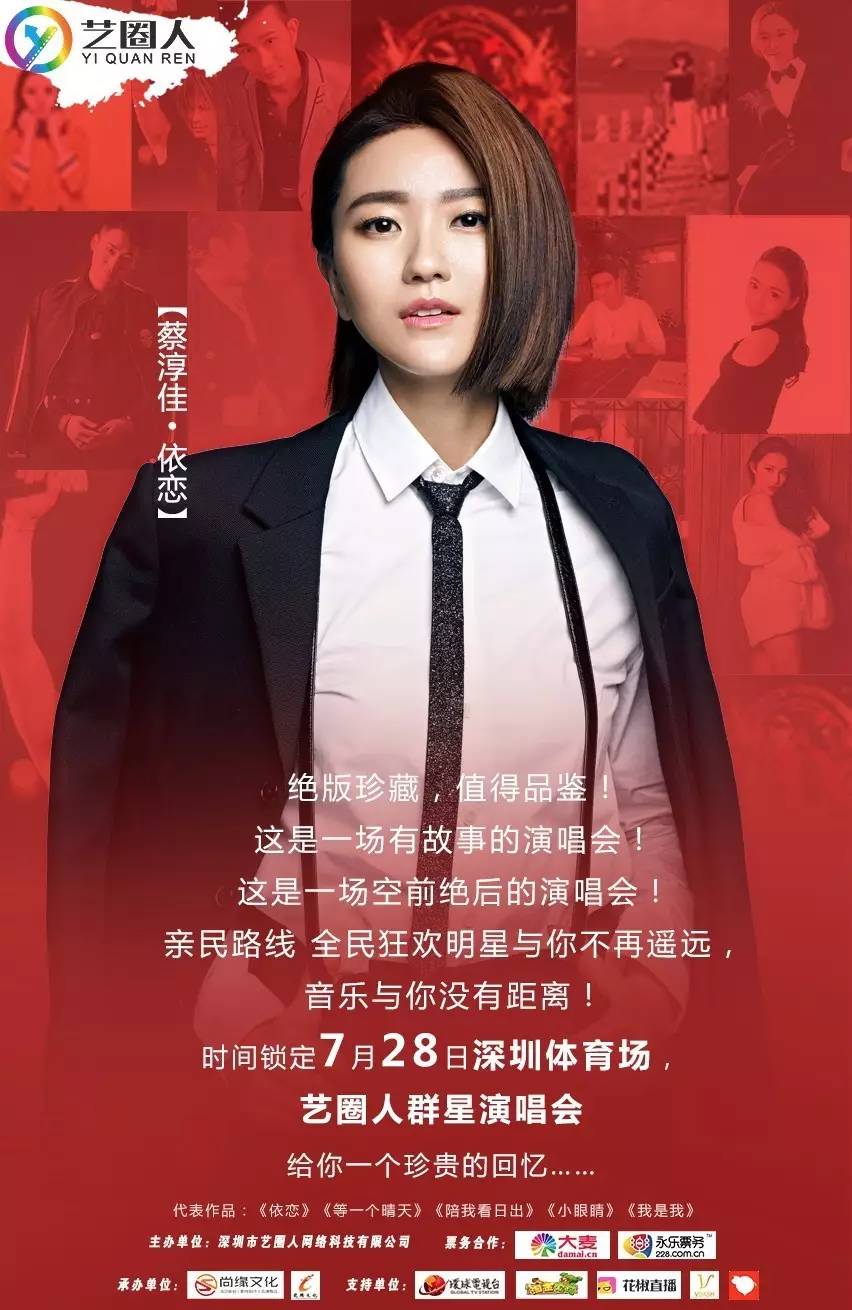 艺圈人
YI QUAN REN
【蔡淳佳·依恋】
绝版珍藏，值得品鉴！
这是一场有故事的演唱会！
这是一场空前绝后的演唱会！
亲民路线 全民狂欢明星与你不再遥远，
音乐与你没有距离！
时间锁定7月28日深圳体育场，
艺圈人群星演唱会
给你一个珍贵的回忆……
代表作品：《依恋》《等一个晴天》《陪我看日出》《小眼睛》《我是我》
主办单位：深圳市艺圈人网络科技有限公司 票务合作： 大麦 damai.cn 永乐票务 228.com.cn
承办单位： 尚缘文化 支持单位： 環球電視台 GLOBAL TV STATION 花椒直播